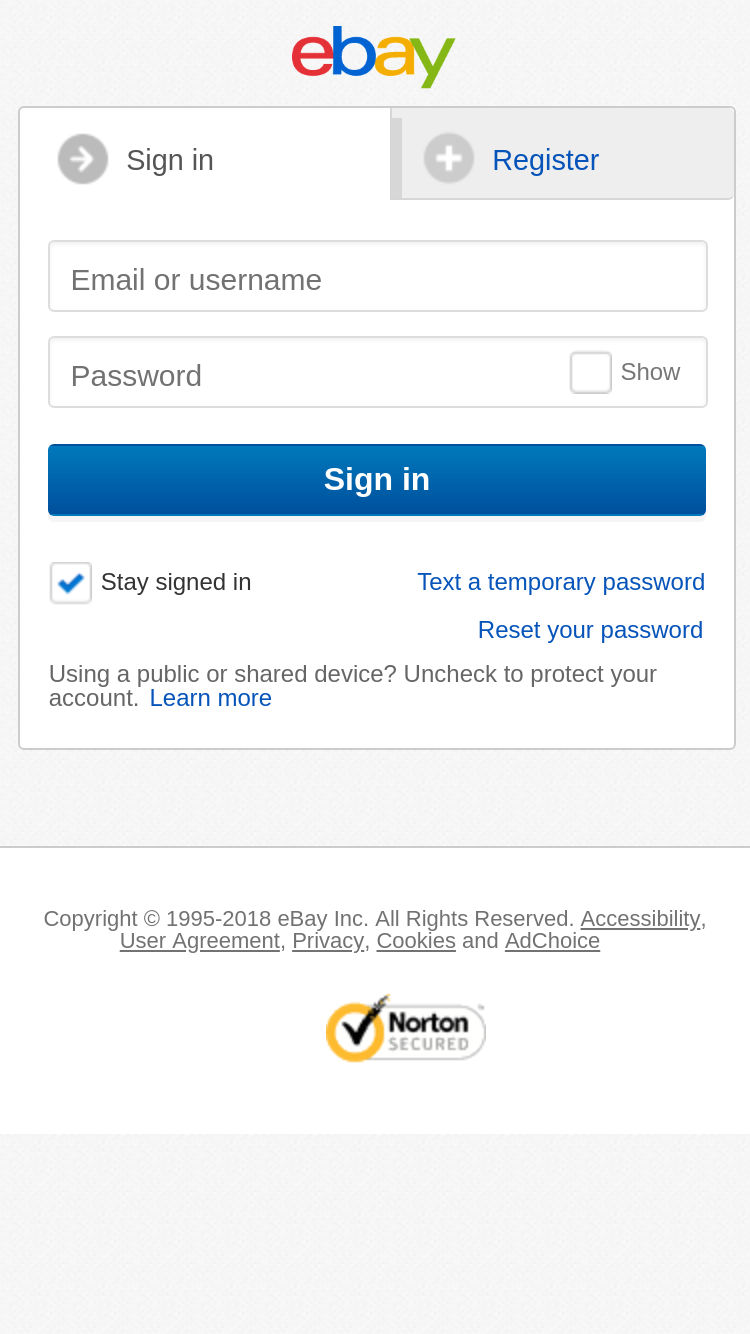 ebay
Sign in
Register
Email or username
Password
Show
Sign in
Stay signed in
Text a temporary password
Reset your password
Using a public or shared device? Uncheck to protect your
account. Learn more
Copyright © 1995-2018 eBay Inc. All Rights Reserved. Accessibility,
User Agreement, Privacy, Cookies and AdChoice
Norton
SECURED